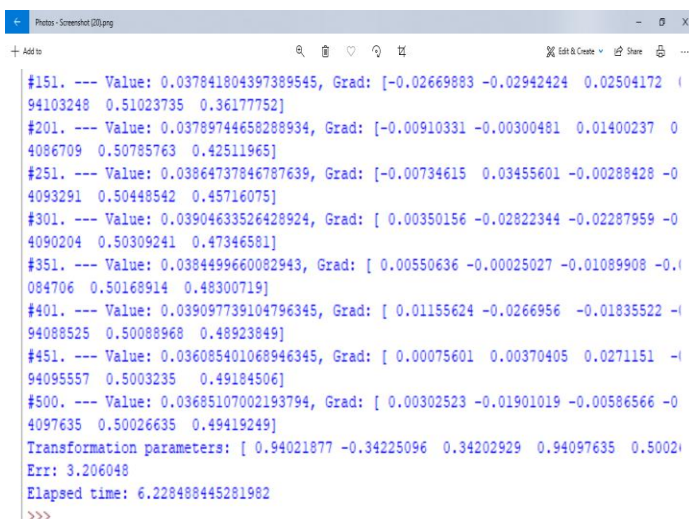 Photos - Screenshot (20).png
Add to
Edit & Create
Share
#151. --- Value: 0.037841804397389545, Grad: [-0.02669883 -0.02942424 0.02504172
94103248 0.51023735 0.36177752]
#201. --- Value: 0.03789744658288934, Grad: [-0.00910331 -0.00300481 0.01400237 0
4086709 0.50785763 0.42511965]
#251. --- Value: 0.03864737846787639, Grad: [-0.00734615 0.03455601 -0.00288428 -0
4093291 0.50448542 0.45716075]
#301. --- Value: 0.03904633526428924, Grad: [ 0.00350156 -0.02822344 -0.02287959 -0
4090204 0.50309241 0.47346581]
#351. --- Value: 0.0384499660082943, Grad: [ 0.00550636 -0.00025027 -0.01089908 -0.
084706 0.50168914 0.48300719]
#401. --- Value: 0.039097739104796345, Grad: [ 0.01155624 -0.0266956 -0.01835522 -
94088525 0.50088968 0.48923849]
#451. --- Value: 0.036085401068946345, Grad: [ 0.00075601 0.00370405 0.0271151 -
94095557 0.5003235 0.49184506]
#500. --- Value: 0.03685107002193794, Grad: [ 0.00302523 -0.01901019 -0.00586566 -0
4097635 0.50026635 0.49419249]
Transformation parameters: [ 0.94021877 -0.34225096 0.34202929 0.94097635 0.5002
Err: 3.206048
Elapsed time: 6.228488445281982
>>>